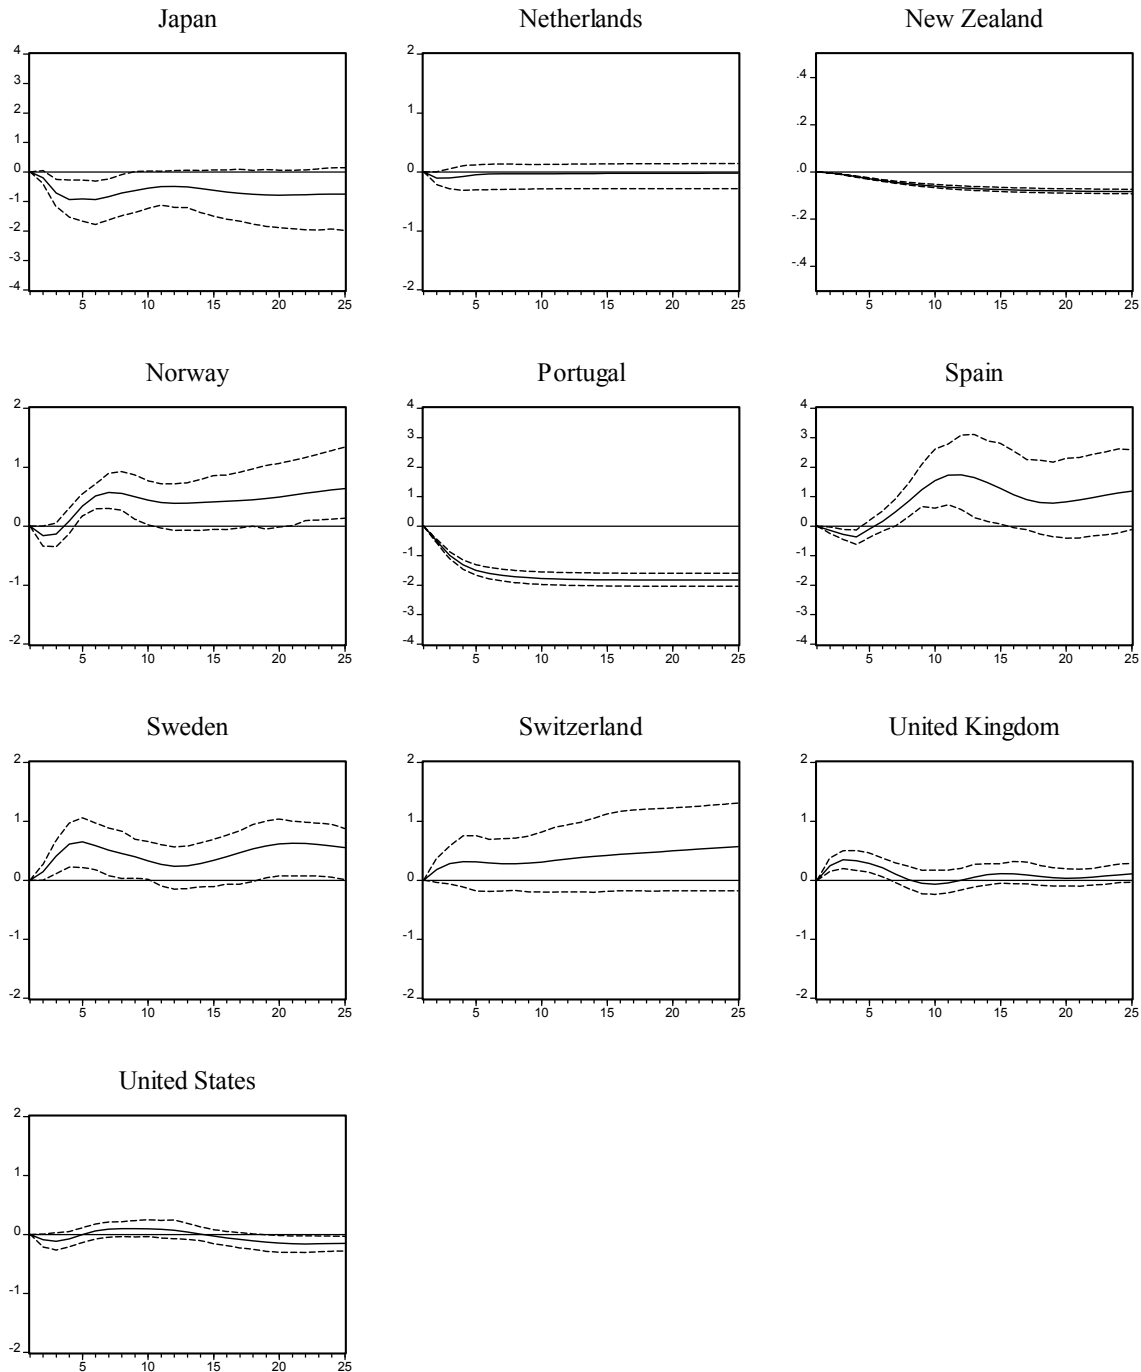 Japan Netherlands New Zealand
4 2 .4
3 1 .2
2 0 .0
1 -1 -.2
0 -2 -.4
-1
-2
-3
-4
5 10 15 20 25 5 10 15 20 25 5 10 15 20 25
Norway Portugal Spain
2 4 4
1 3 3
0 2 2
-1 1 1
-2 0 0
-1 -1
-2 -2
-3 -3
-4 -4
5 10 15 20 25 5 10 15 20 25 5 10 15 20 25
Sweden Switzerland United Kingdom
2 2 2
1 1 1
0 0 0
-1 -1 -1
-2 -2 -2
5 10 15 20 25 5 10 15 20 25 5 10 15 20 25
United States
2
1
0
-1
-2
5 10 15 20 25